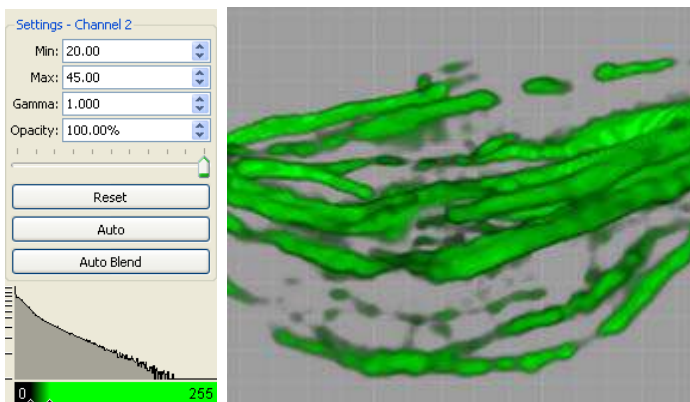 Settings - Channel 2
Min: 20.00
Max: 45.00
Gamma: 1.000
Opacity: 100.00%
Reset
Auto
Auto Blend
0 255